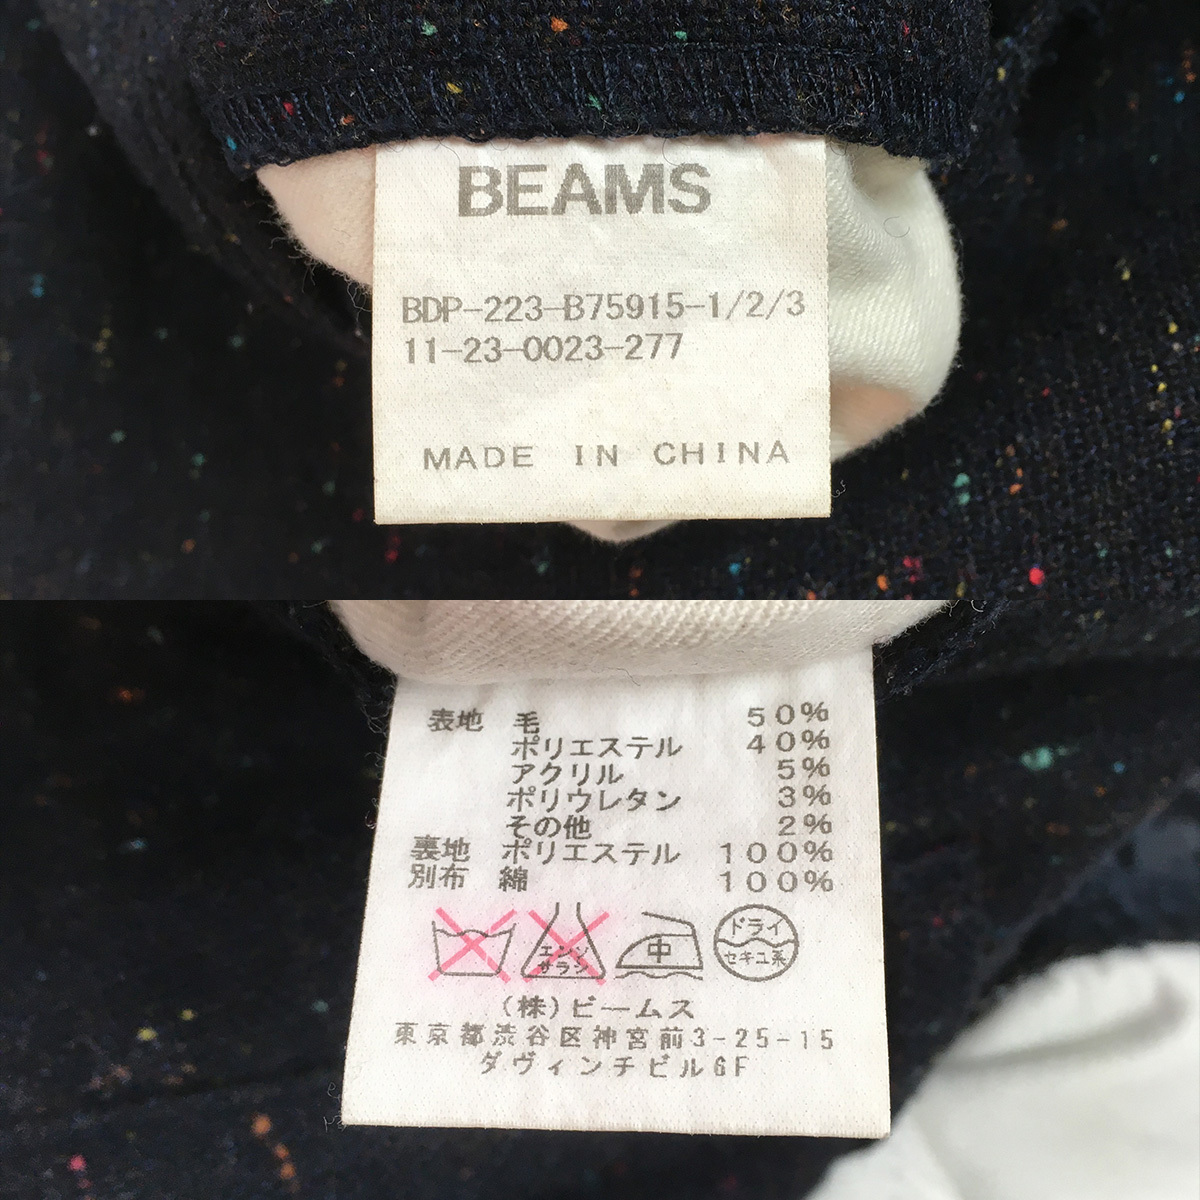 BEAMS
BDP-223-B75915-1/2/3
11-23-0023-277
MADE IN CHINA
表地 毛 50%
ポリエステル 40%
アクリル 5%
ポリウレタン 3%
その他 2%
裏地 ポリエステル 100%
別布 綿 100%
エンソ
サラシ
中
ドライ
セキユ系
(株)ビームス
東京都渋谷区神宮前3-25-15
ダヴィンチビル6F